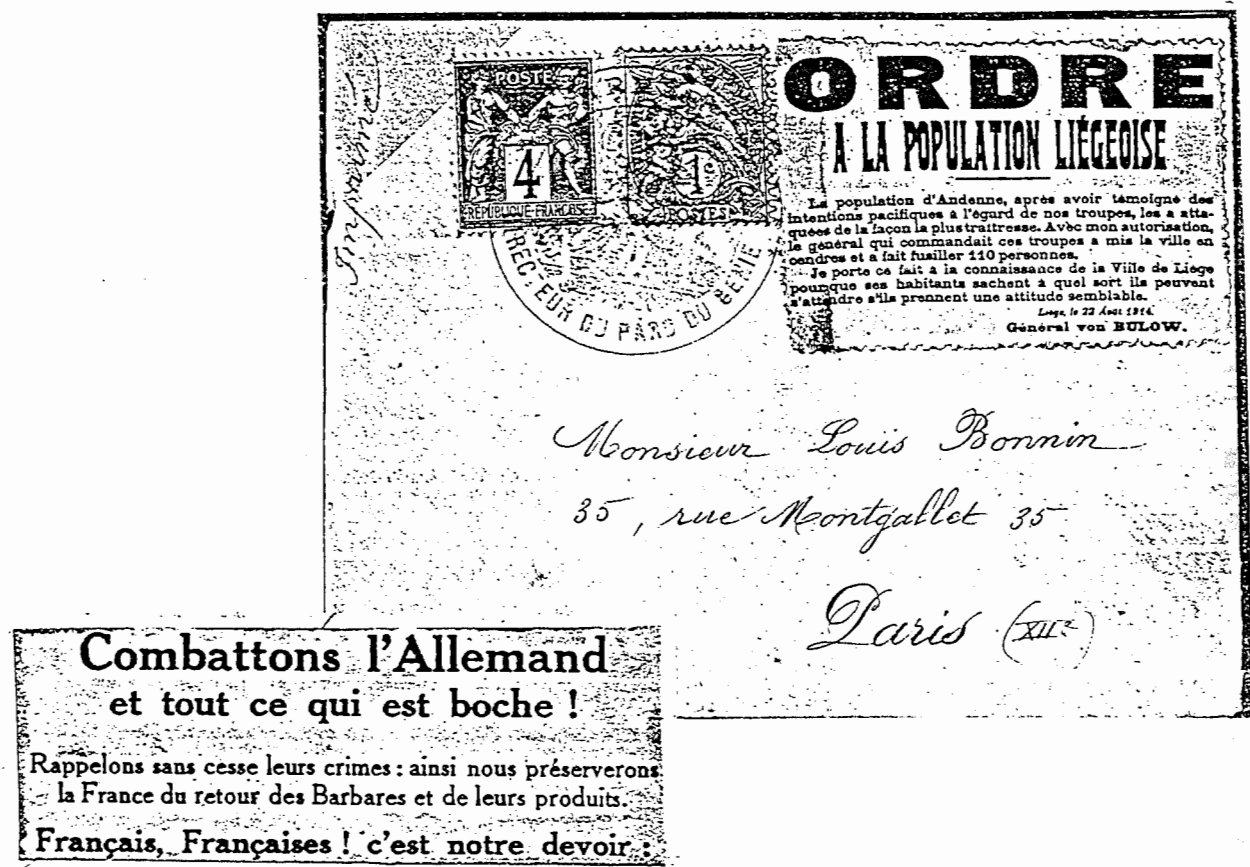 POSTE
4
REPUBLIQUE FRANÇAISE
1c
POSTES
DU PARC DU GENIE
ORDRE
A LA POPULATION LIÉGEOISE
La population d'Andenne, après avoir témoigné des
intentions pacifiques à l'égard de nos troupes, les a atta-
quées de la façon la plus traîtresse. Avec mon autorisation,
le général qui commandait ces troupes a mis la ville en
cendres et a fait fusiller 110 personnes.
Je porte ce fait à la connaissance de la Ville de Liège
pour que ses habitants sachent à quel sort ils peuvent
s'attendre s'ils prennent une attitude semblable.
Liège, le 22 Août 1914.
Général von BULOW.
Monsieur Louis Bonnin
35, rue Montgallet 35
Paris (XIIe)
Combattons l'Allemand
et tout ce qui est boche !
Rappelons sans cesse leurs crimes : ainsi nous préserverons
la France du retour des Barbares et de leurs produits.
Français, Françaises ! c'est notre devoir :